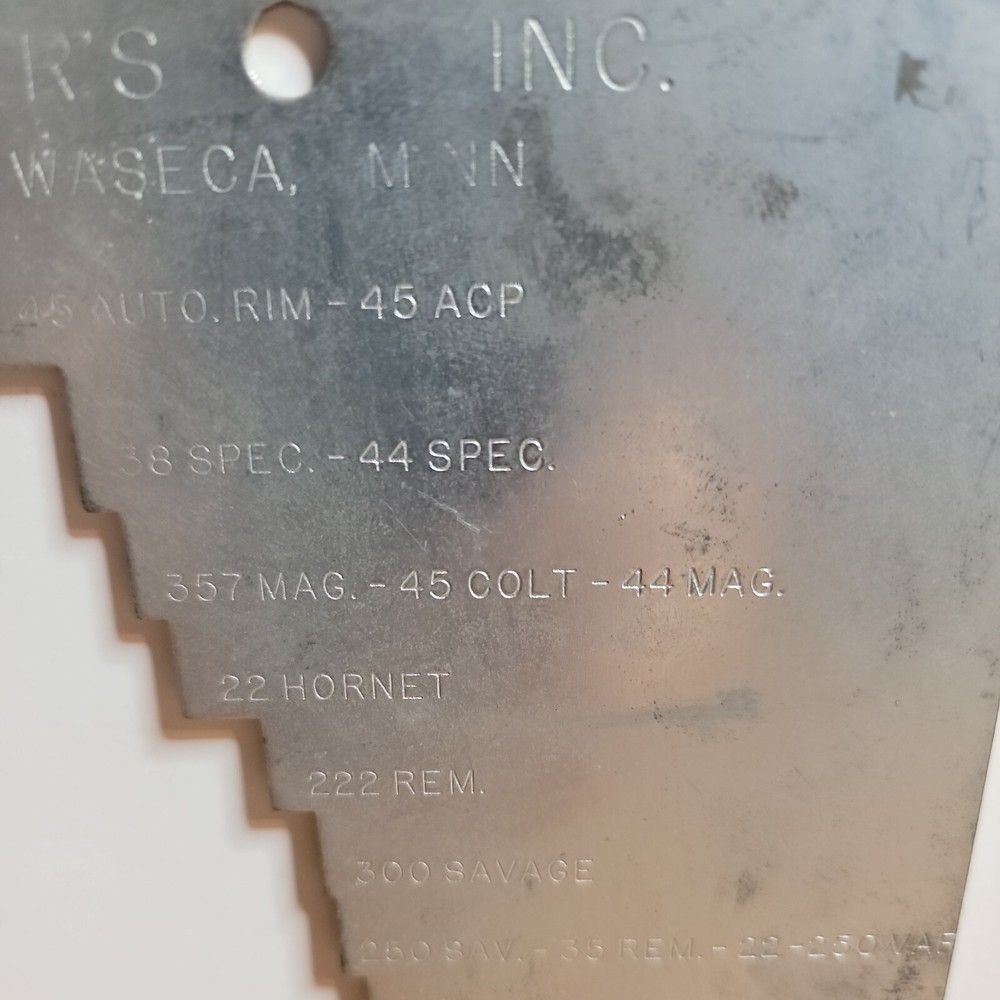 R'S INC.
WASECA, MINN
45 AUTO. RIM - 45 ACP
38 SPEC. - 44 SPEC.
357 MAG. - 45 COLT - 44 MAG.
22 HORNET
222 REM.
300 SAVAGE
250 SAV. - 35 REM. - 22-250 VAR